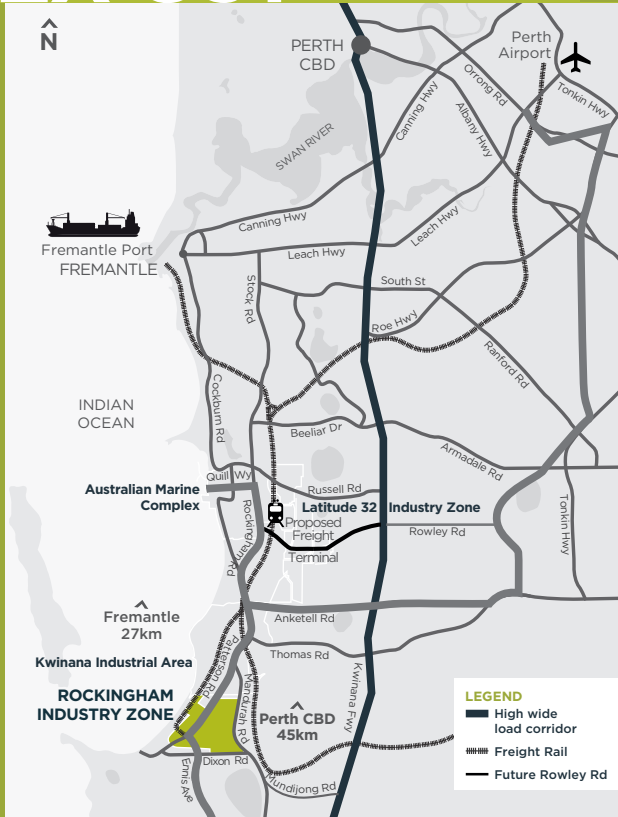 N
PERTH
CBD
Perth
Airport
Orrong Rd
Tonkin Hwy
Canning Hwy
Albany Hwy
SWAN RIVER
Canning Hwy
Leach Hwy
Leach Hwy
Fremantle Port
FREMANTLE
Stock Rd
South St
Roe Hwy
Ranford Rd
Cockburn Rd
INDIAN
OCEAN
Beeliar Dr
Armadale Rd
Quill Wy
Australian Marine
Complex
Russell Rd
Latitude 32 Industry Zone
Rockingham Rd
Proposed
Freight
Terminal
Rowley Rd
Tonkin Hwy
Fremantle
27km
Anketell Rd
Thomas Rd
Kwinana Industrial Area
Patterson Rd
Mandurah Rd
Kwinana Fwy
ROCKINGHAM
INDUSTRY ZONE
Perth CBD
45km
Dixon Rd
Ennis Ave
Mundijong Rd
LEGEND
High wide
load corridor
Freight Rail
Future Rowley Rd